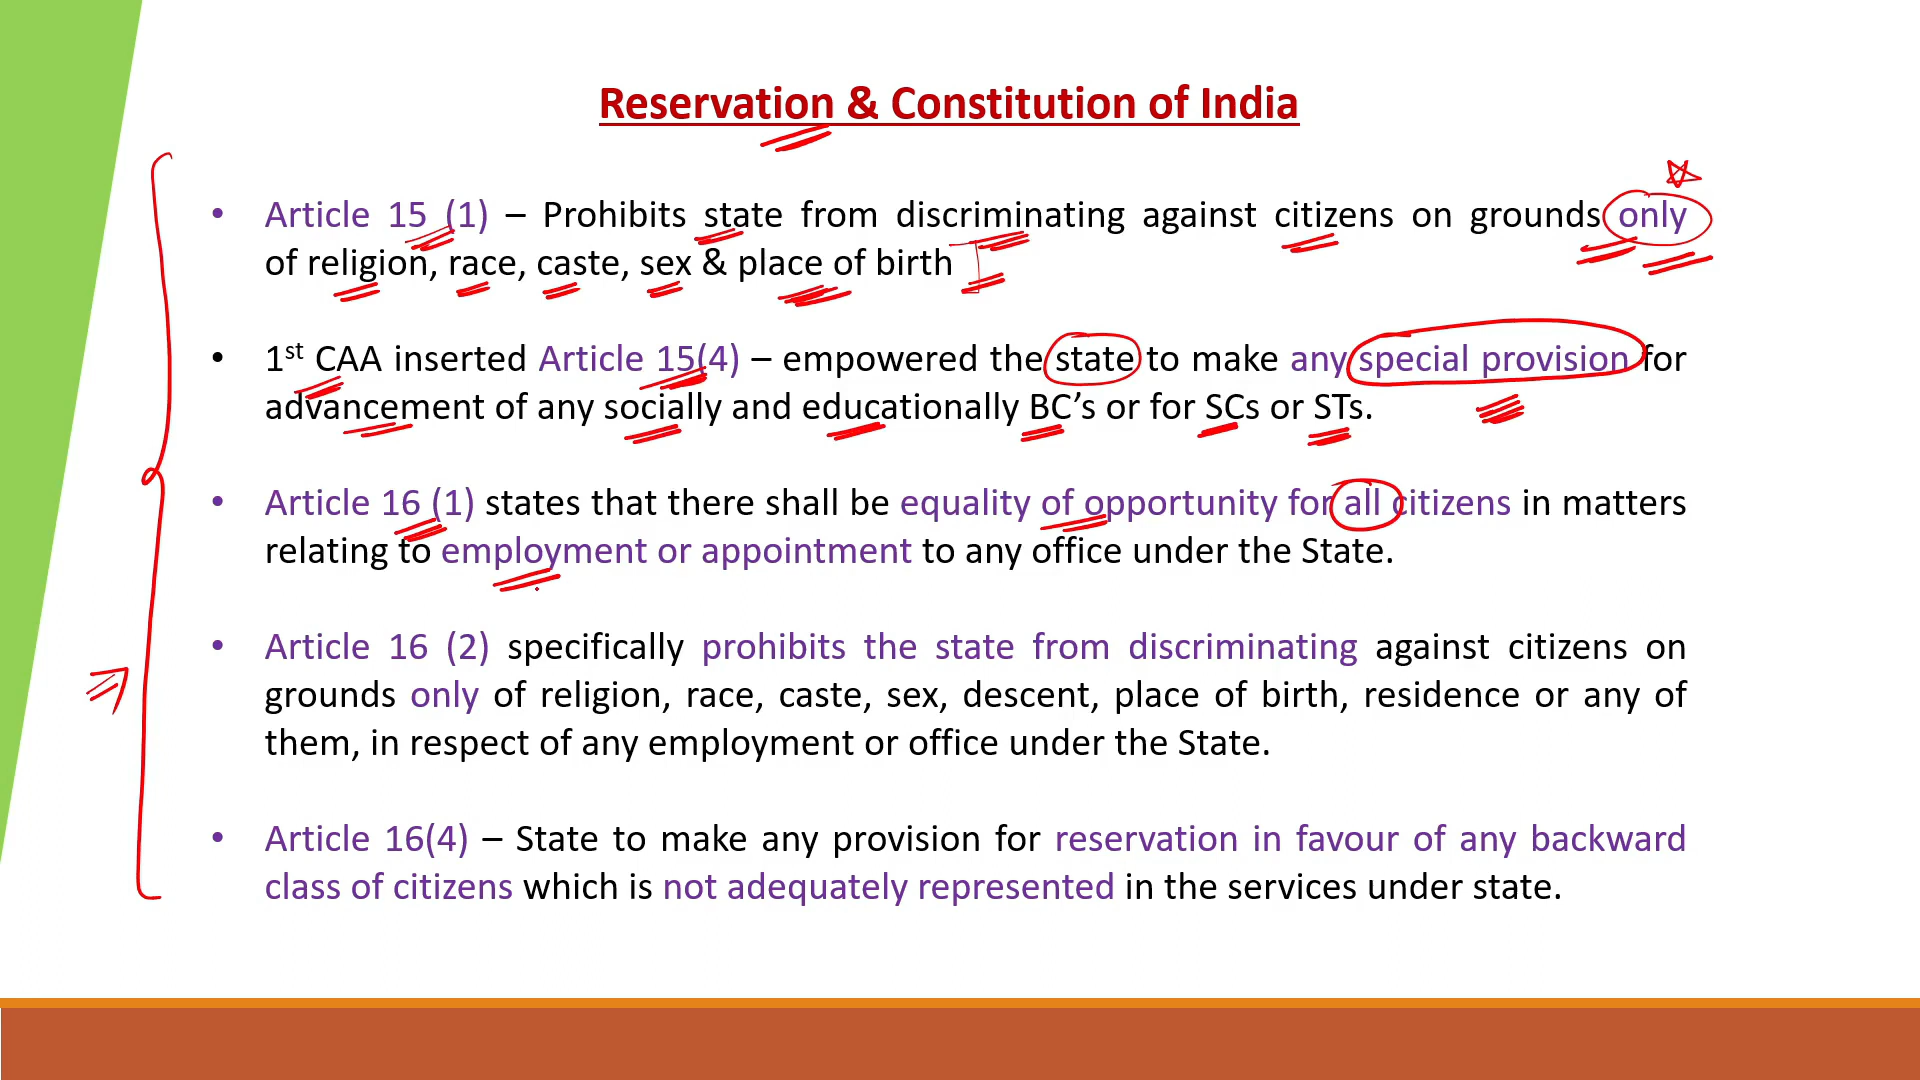 Reservation & Constitution of India
• Article 15 (1) – Prohibits state from discriminating against citizens on grounds only
of religion, race, caste, sex & place of birth
• 1st CAA inserted Article 15(4) – empowered the state to make any special provision for
advancement of any socially and educationally BC’s or for SCs or STs.
• Article 16 (1) states that there shall be equality of opportunity for all citizens in matters
relating to employment or appointment to any office under the State.
• Article 16 (2) specifically prohibits the state from discriminating against citizens on
grounds only of religion, race, caste, sex, descent, place of birth, residence or any of
them, in respect of any employment or office under the State.
• Article 16(4) – State to make any provision for reservation in favour of any backward
class of citizens which is not adequately represented in the services under state.